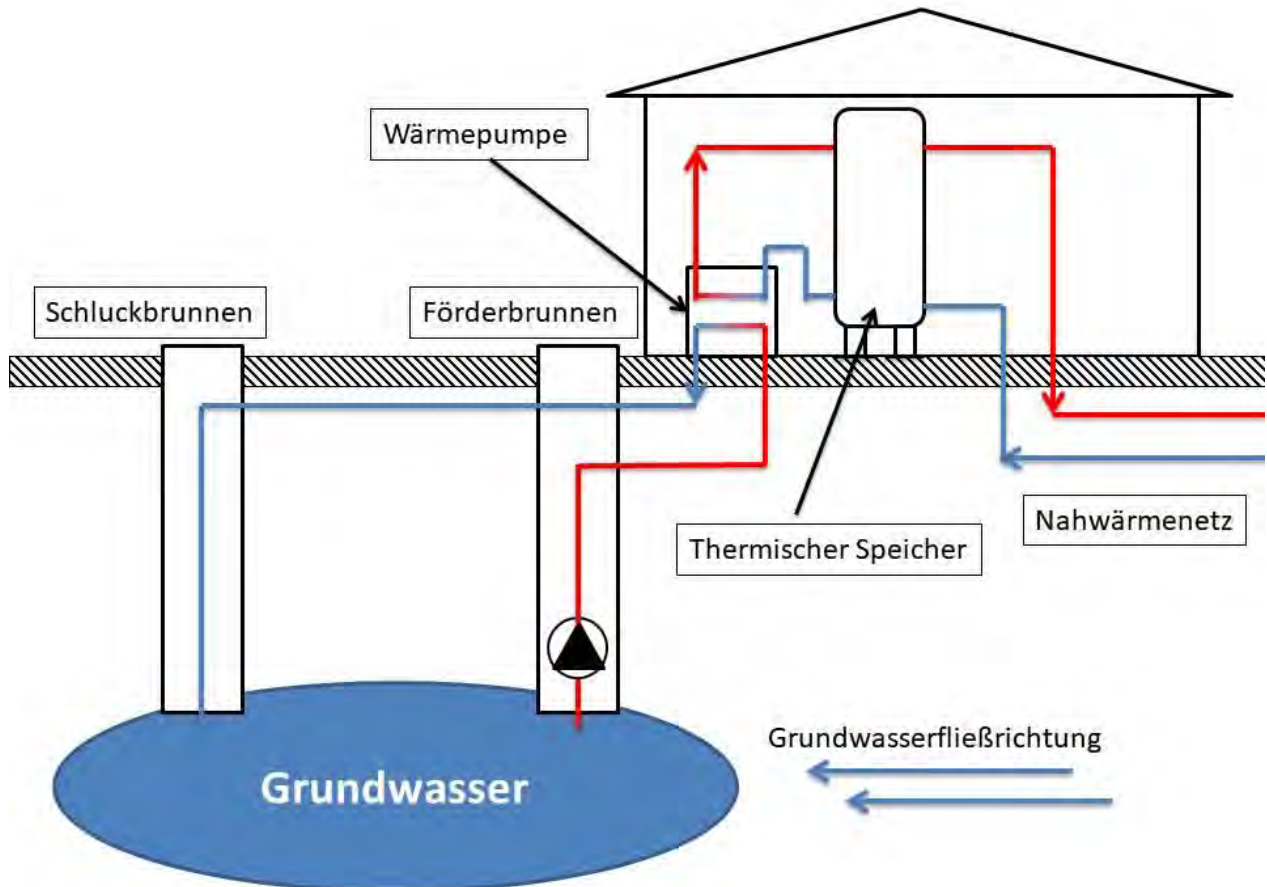 Wärmepumpe
Schluckbrunnen
Förderbrunnen
Thermischer Speicher
Nahwärmenetz
Grundwasserfließrichtung
Grundwasser